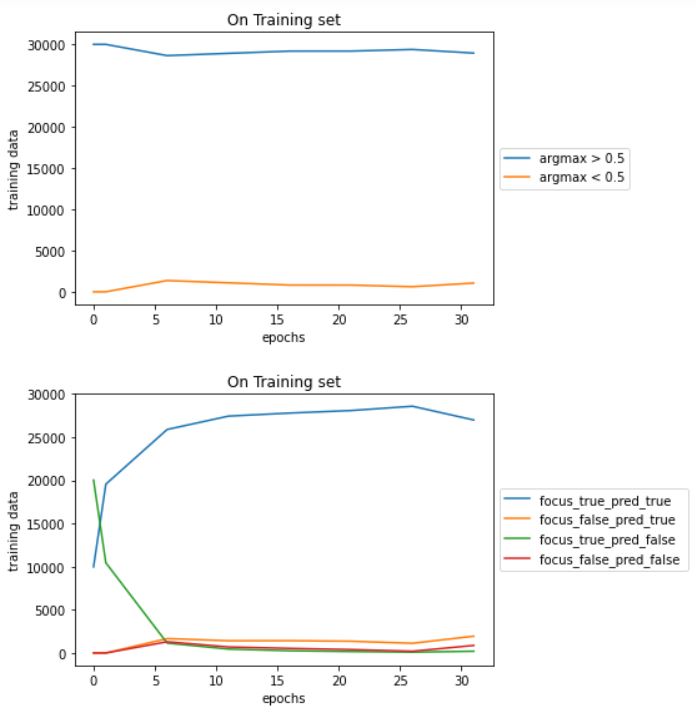 On Training set
30000
25000
20000
15000
10000
5000
0
training data
0 5 10 15 20 25 30
epochs
argmax > 0.5
argmax < 0.5
On Training set
30000
25000
20000
15000
10000
5000
0
training data
0 5 10 15 20 25 30
epochs
focus_true_pred_true
focus_false_pred_true
focus_true_pred_false
focus_false_pred_false